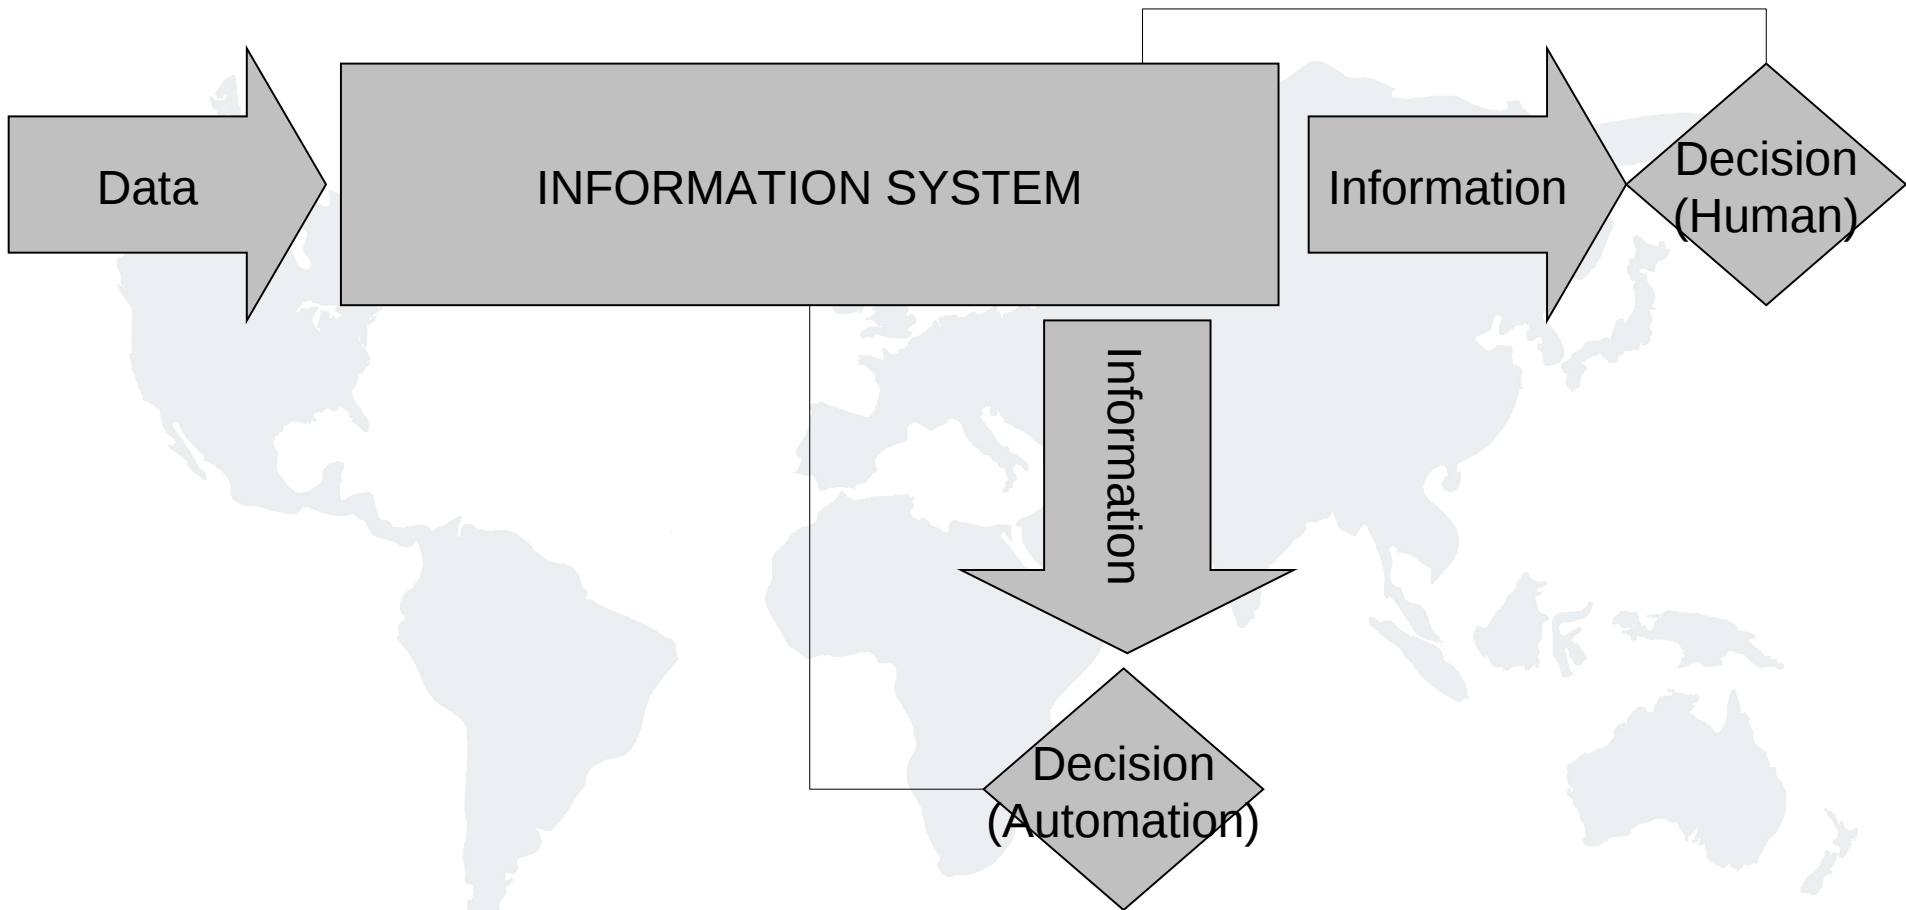 Data
INFORMATION SYSTEM
Information
Decision
(Human)
Information
Decision
(Automation)